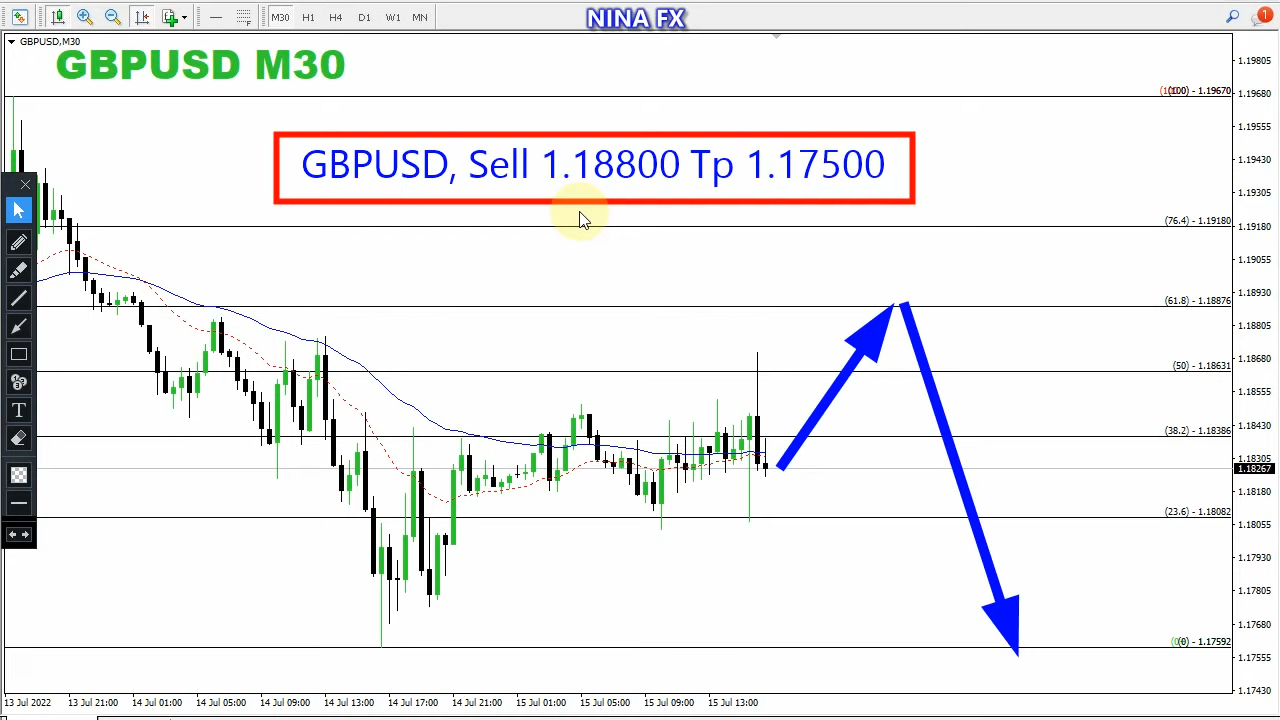 M30 H1 H4 D1 W1 MN
NINA FX
1
GBPUSD,M30
GBPUSD M30
GBPUSD, Sell 1.18800 Tp 1.17500
(100) - 1.19670
(76.4) - 1.19180
(61.8) - 1.18876
(50) - 1.18631
(38.2) - 1.18386
(23.6) - 1.18082
(0) - 1.17592
1.19805
1.19680
1.19555
1.19430
1.19305
1.19180
1.19055
1.18930
1.18805
1.18680
1.18555
1.18430
1.18305
1.18267
1.18180
1.18055
1.17930
1.17805
1.17680
1.17555
1.17430
T
13 Jul 2022 13 Jul 21:00 14 Jul 01:00 14 Jul 05:00 14 Jul 09:00 14 Jul 13:00 14 Jul 17:00 14 Jul 21:00 15 Jul 01:00 15 Jul 05:00 15 Jul 09:00 15 Jul 13:00